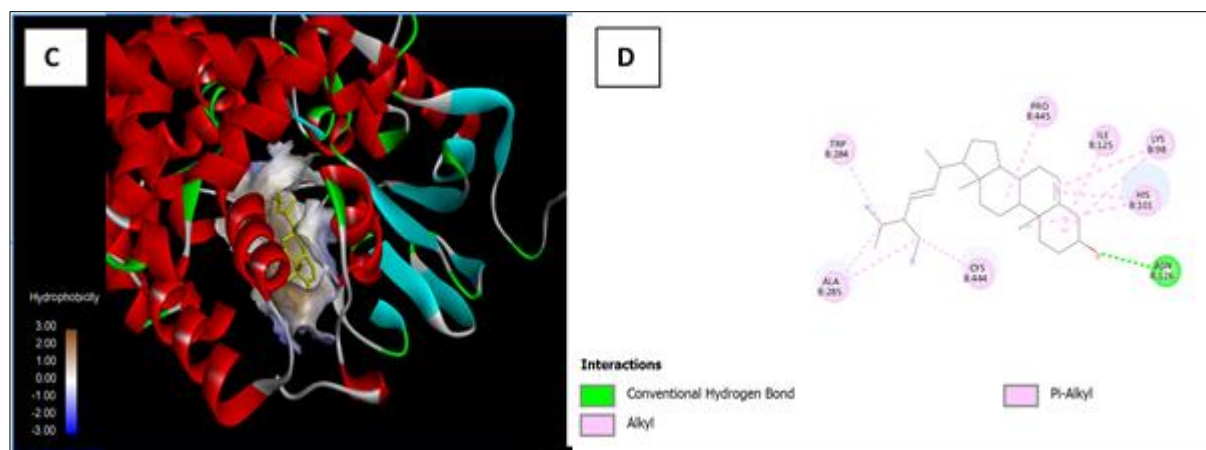 C
Hydrophobicity
3.00
2.00
1.00
0.00
-1.00
-2.00
-3.00
D
PRO
B:445
ILE
B:125
LYS
B:98
TRP
B:284
HIS
B:101
ASN
ALA
B:285
CYS
B:444
Interactions
Conventional Hydrogen Bond
Alkyl
Pi-Alkyl